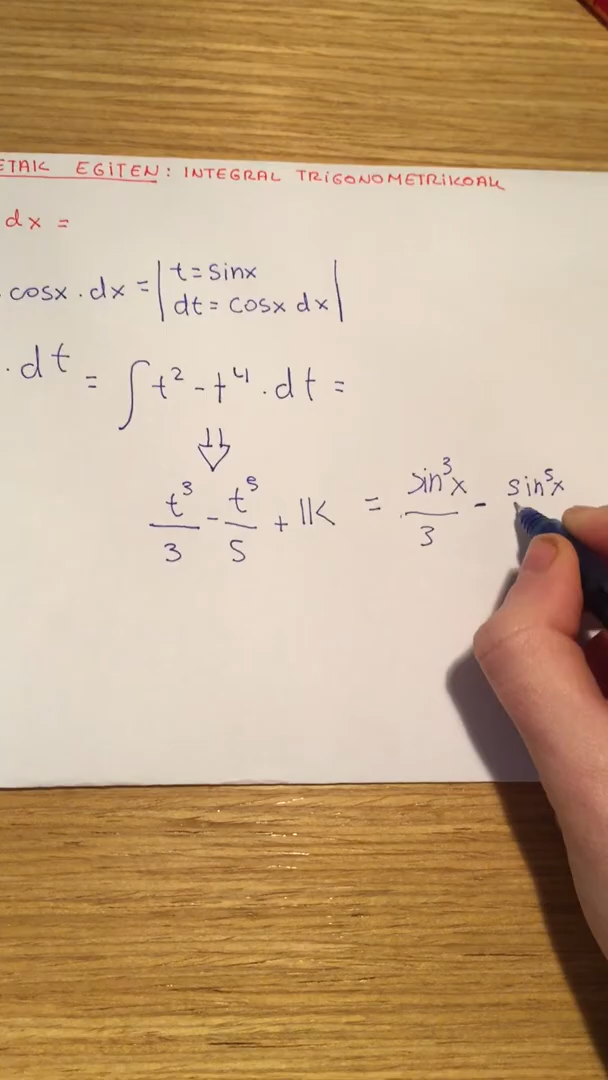 ETAK EGITEN: INTEGRAL TRIGONOMETRIKOAK
dx =
. cosx . dx = | t = sinx
dt = cosx dx |
. dt = ∫ t² - t⁴ . dt =
⇓
t³/3 - t⁵/5 + K = sin³x/3 - sin⁵x